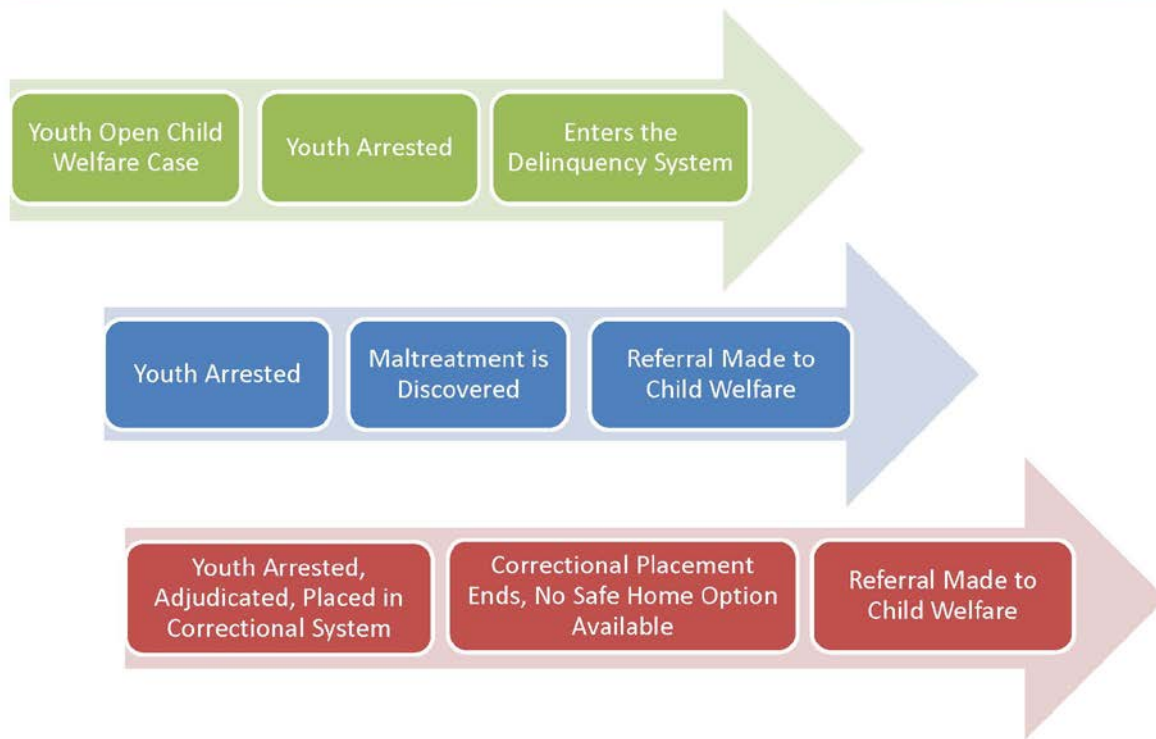 Youth Open Child
Welfare Case
Youth Arrested
Enters the
Delinquency System
Youth Arrested
Maltreatment is
Discovered
Referral Made to
Child Welfare
Youth Arrested,
Adjudicated, Placed in
Correctional System
Correctional Placement
Ends, No Safe Home Option
Available
Referral Made to
Child Welfare